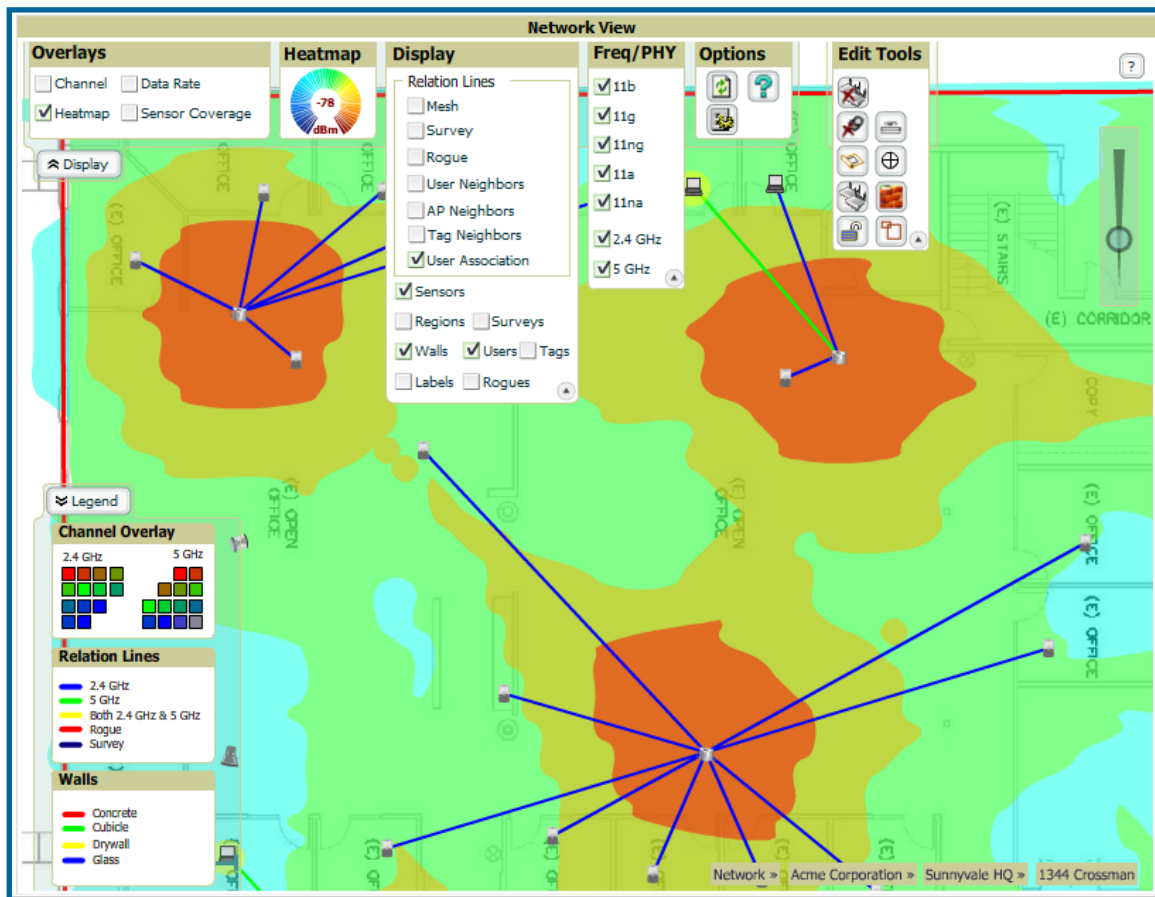 Network View
Overlays
Channel
Data Rate
Heatmap
Sensor Coverage
Heatmap
-78
dBm
Display
Relation Lines
Mesh
Survey
Rogue
User Neighbors
AP Neighbors
Tag Neighbors
User Association
Sensors
Regions
Surveys
Walls
Users
Tags
Labels
Rogues
Freq/PHY
11b
11g
11ng
11a
11na
2.4 GHz
5 GHz
Options
?
Edit Tools
?
Display
OFFICE
OFFICE
OFFICE
(E) OFFICE
(E) STAIRS
(E) CORRIDOR
COPY
(E) OPEN
OFFICE
(E) OPEN
OFFICE
(E) OFFICE
(E) OFFICE
Legend
Channel Overlay
2.4 GHz
5 GHz
Relation Lines
2.4 GHz
5 GHz
Both 2.4 GHz & 5 GHz
Rogue
Survey
Walls
Concrete
Cubicle
Drywall
Glass
(E)
(E)
(E)
(E)
Network »
Acme Corporation »
Sunnyvale HQ »
1344 Crossman